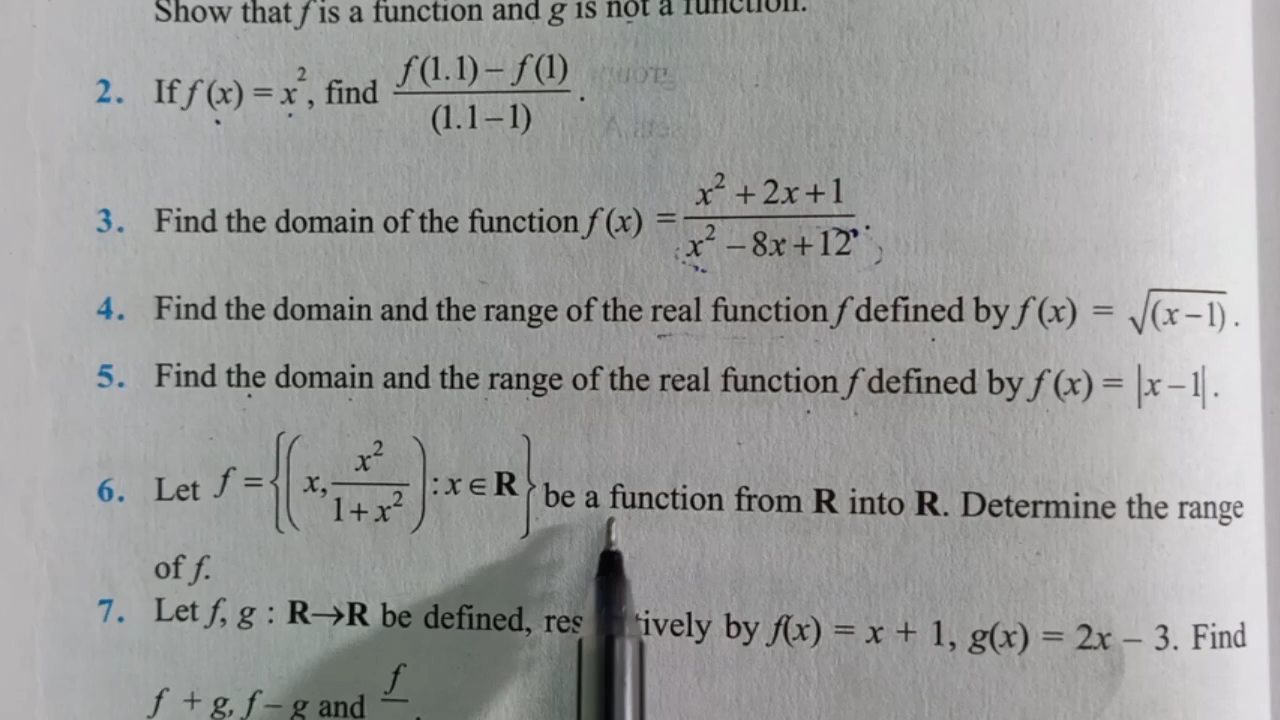 Show that f is a function and g is not a function.
2. If f(x) = x², find (f(1.1) – f(1))/(1.1–1).
3. Find the domain of the function f(x) = (x² + 2x + 1)/(x² – 8x + 12).
4. Find the domain and the range of the real function f defined by f(x) = √(x–1).
5. Find the domain and the range of the real function f defined by f(x) = |x–1|.
6. Let f = {(x, x²/(1+x²)) : x ∈ R} be a function from R into R. Determine the range
of f.
7. Let f, g : R→R be defined, res tively by f(x) = x + 1, g(x) = 2x – 3. Find
f + g, f – g and f